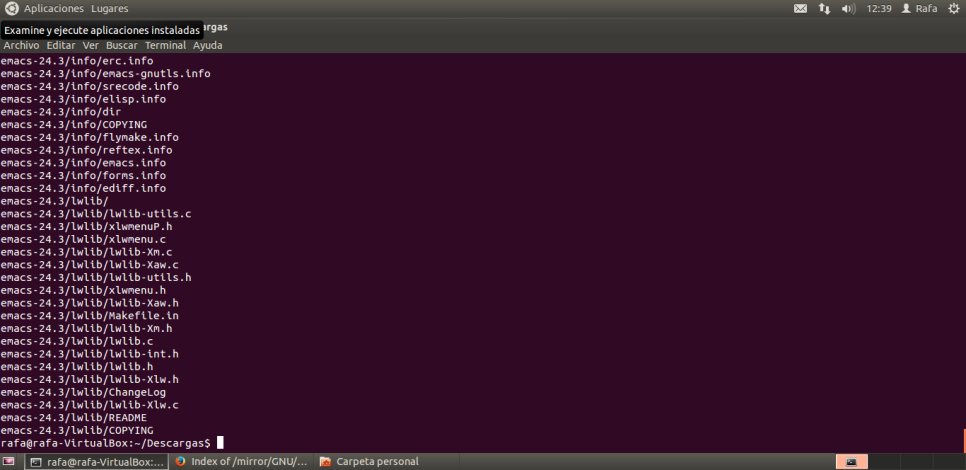 Aplicaciones Lugares 12:39 Rafa
Examine y ejecute aplicaciones instaladas argas
Archivo Editar Ver Buscar Terminal Ayuda
emacs-24.3/info/erc.info
emacs-24.3/info/emacs-gnutls.info
emacs-24.3/info/srecode.info
emacs-24.3/info/elisp.info
emacs-24.3/info/dir
emacs-24.3/info/COPYING
emacs-24.3/info/flymake.info
emacs-24.3/info/reftex.info
emacs-24.3/info/emacs.info
emacs-24.3/info/forms.info
emacs-24.3/info/ediff.info
emacs-24.3/lwlib/
emacs-24.3/lwlib/lwlib-utils.c
emacs-24.3/lwlib/xlwmenuP.h
emacs-24.3/lwlib/xlwmenu.c
emacs-24.3/lwlib/lwlib-Xm.c
emacs-24.3/lwlib/lwlib-Xaw.c
emacs-24.3/lwlib/lwlib-utils.h
emacs-24.3/lwlib/xlwmenu.h
emacs-24.3/lwlib/lwlib-Xaw.h
emacs-24.3/lwlib/Makefile.in
emacs-24.3/lwlib/lwlib-Xm.h
emacs-24.3/lwlib/lwlib.c
emacs-24.3/lwlib/lwlib-int.h
emacs-24.3/lwlib/lwlib.h
emacs-24.3/lwlib/lwlib-Xlw.h
emacs-24.3/lwlib/ChangeLog
emacs-24.3/lwlib/lwlib-Xlw.c
emacs-24.3/lwlib/README
emacs-24.3/lwlib/COPYING
rafa@rafa-VirtualBox:~/Descargas$
rafa@rafa-VirtualBox:... Index of /mirror/GNU/... Carpeta personal